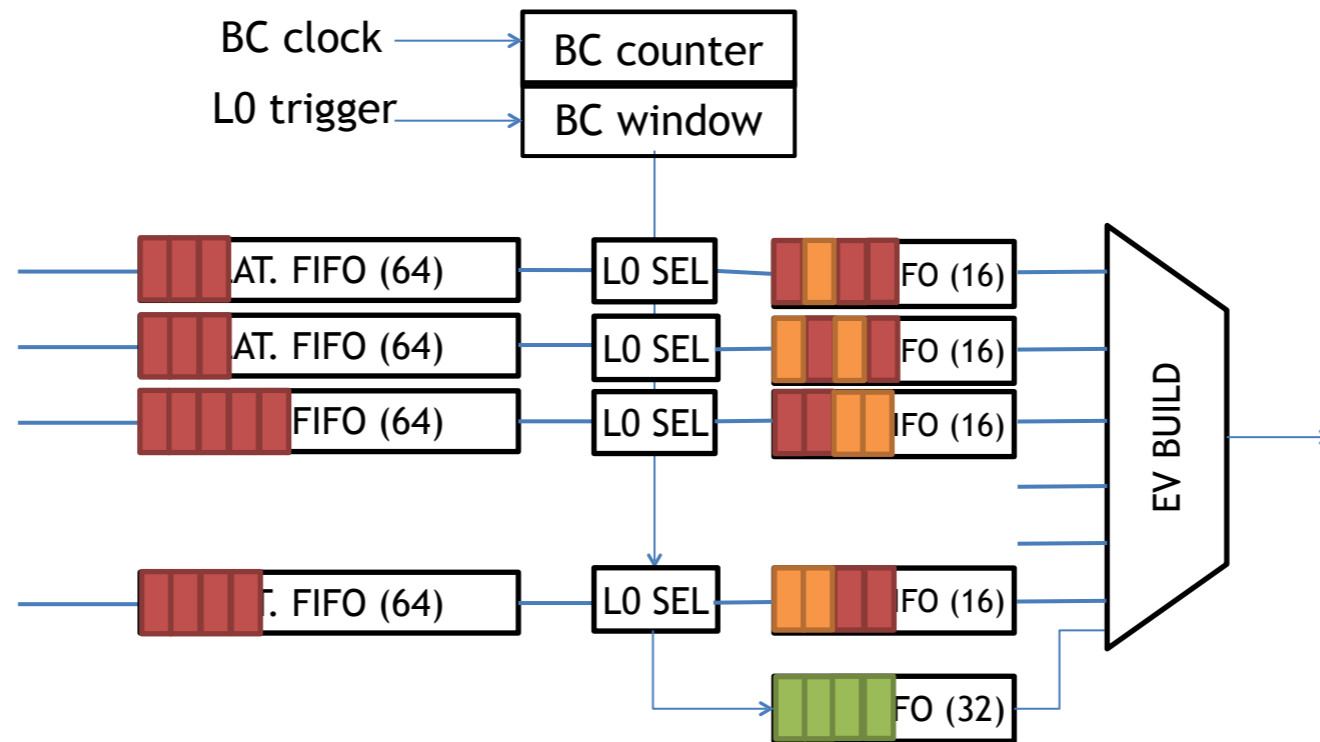 BC clock
BC counter
L0 trigger
BC window
AT. FIFO (64)
L0 SEL
FO (16)
AT. FIFO (64)
L0 SEL
FO (16)
FIFO (64)
L0 SEL
IFO (16)
EV BUILD
T. FIFO (64)
L0 SEL
IFO (16)
FO (32)